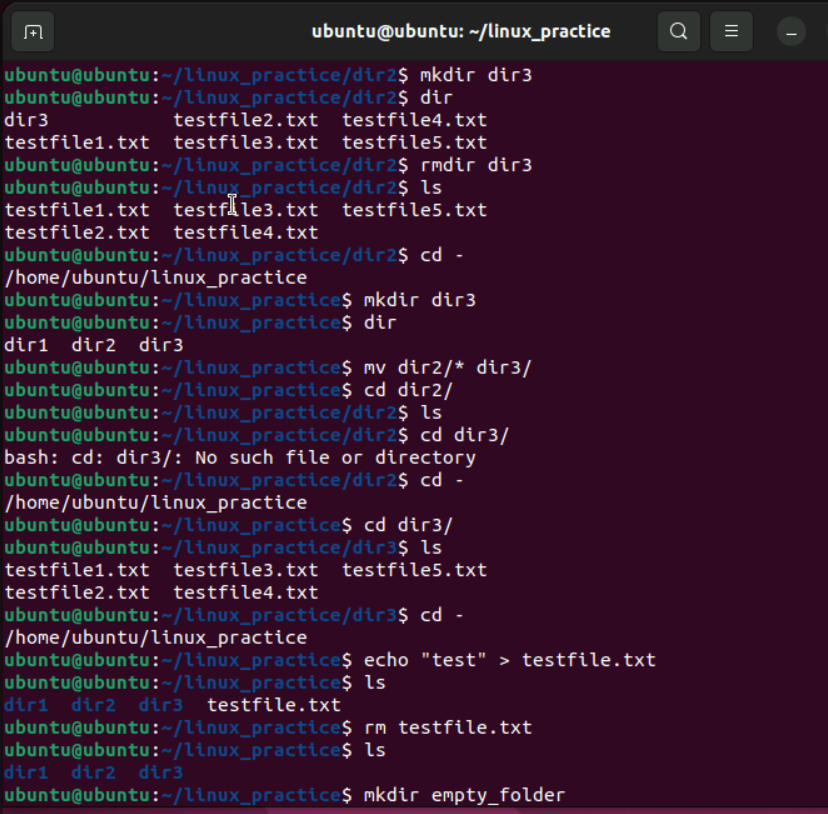 ubuntu@ubuntu: ~/linux_practice
ubuntu@ubuntu:~/linux_practice/dir2$ mkdir dir3
ubuntu@ubuntu:~/linux_practice/dir2$ dir
dir3           testfile2.txt  testfile4.txt
testfile1.txt  testfile3.txt  testfile5.txt
ubuntu@ubuntu:~/linux_practice/dir2$ rmdir dir3
ubuntu@ubuntu:~/linux_practice/dir2$ ls
testfile1.txt  testfile3.txt  testfile5.txt
testfile2.txt  testfile4.txt
ubuntu@ubuntu:~/linux_practice/dir2$ cd -
/home/ubuntu/linux_practice
ubuntu@ubuntu:~/linux_practice$ mkdir dir3
ubuntu@ubuntu:~/linux_practice$ dir
dir1  dir2  dir3
ubuntu@ubuntu:~/linux_practice$ mv dir2/* dir3/
ubuntu@ubuntu:~/linux_practice$ cd dir2/
ubuntu@ubuntu:~/linux_practice/dir2$ ls
ubuntu@ubuntu:~/linux_practice/dir2$ cd dir3/
bash: cd: dir3/: No such file or directory
ubuntu@ubuntu:~/linux_practice/dir2$ cd -
/home/ubuntu/linux_practice
ubuntu@ubuntu:~/linux_practice$ cd dir3/
ubuntu@ubuntu:~/linux_practice/dir3$ ls
testfile1.txt  testfile3.txt  testfile5.txt
testfile2.txt  testfile4.txt
ubuntu@ubuntu:~/linux_practice/dir3$ cd -
/home/ubuntu/linux_practice
ubuntu@ubuntu:~/linux_practice$ echo "test" > testfile.txt
ubuntu@ubuntu:~/linux_practice$ ls
dir1  dir2  dir3  testfile.txt
ubuntu@ubuntu:~/linux_practice$ rm testfile.txt
ubuntu@ubuntu:~/linux_practice$ ls
dir1  dir2  dir3
ubuntu@ubuntu:~/linux_practice$ mkdir empty_folder